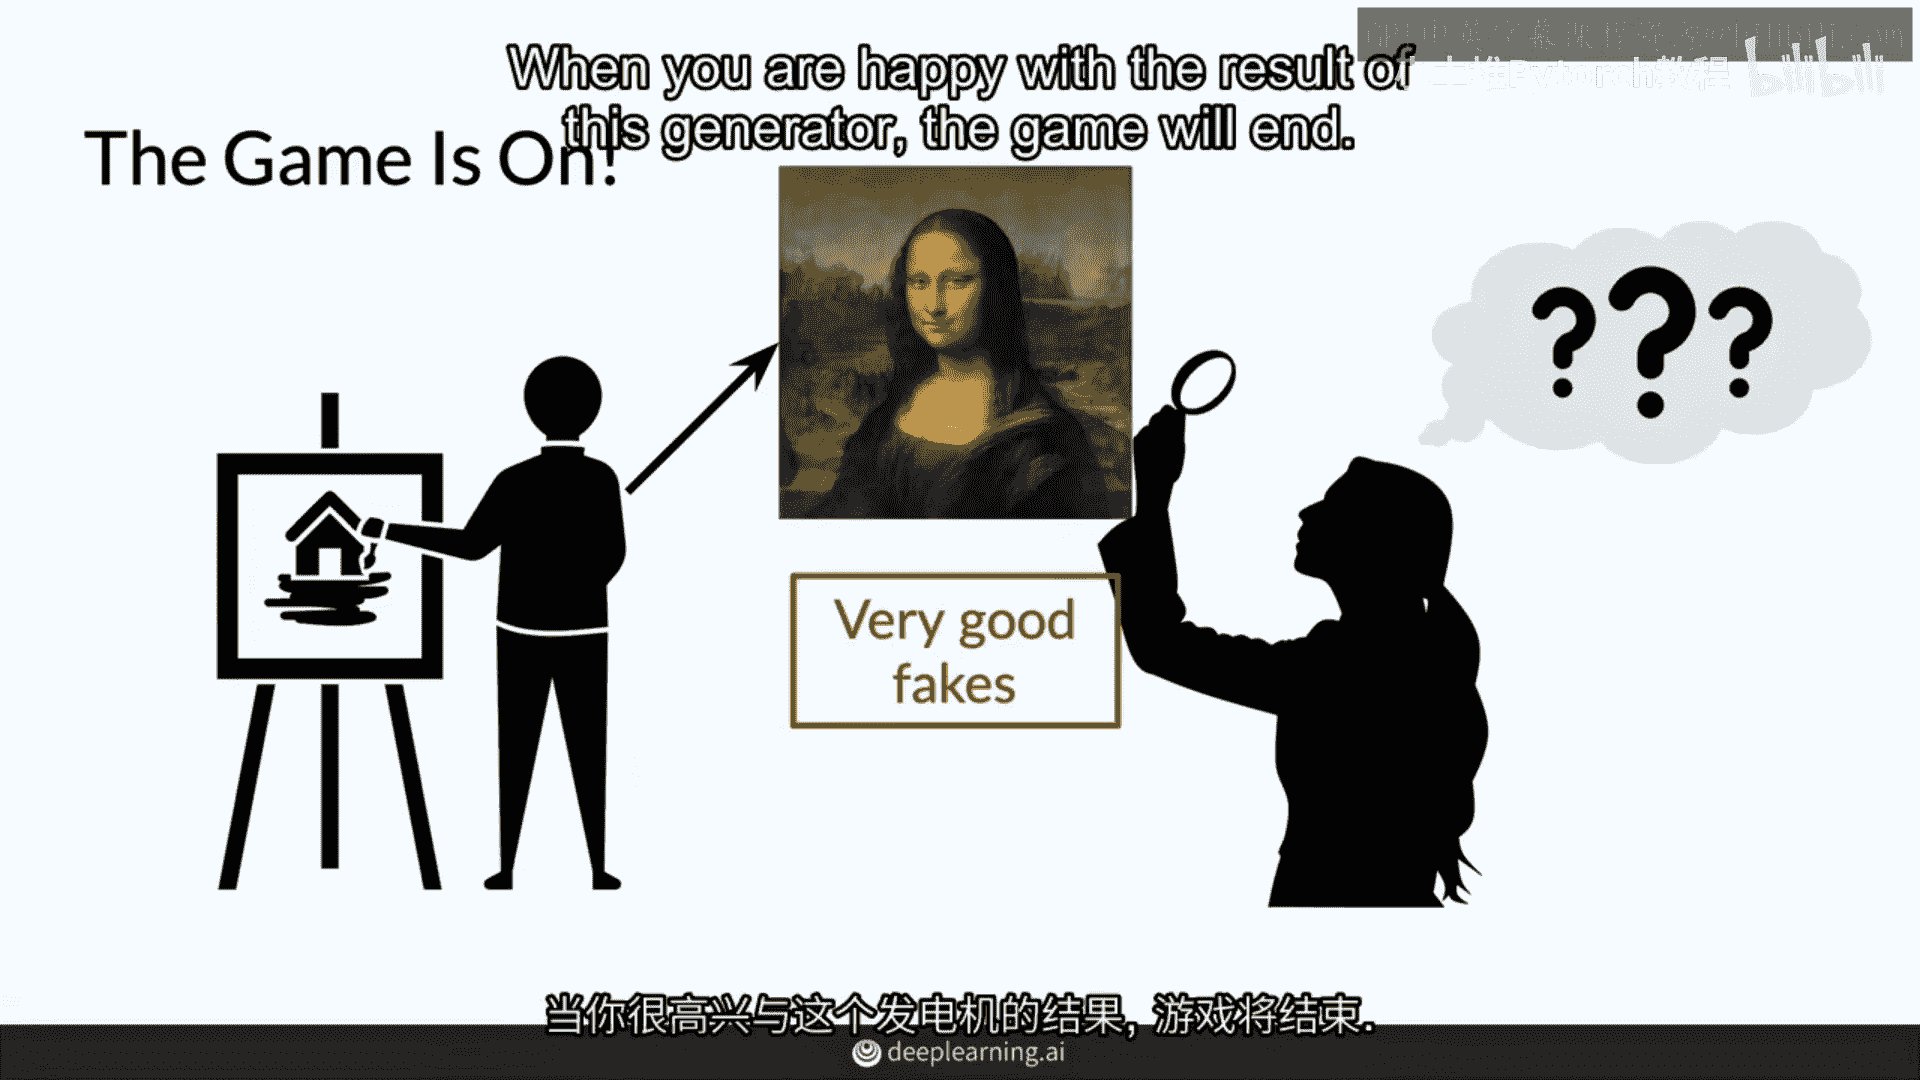 When you are happy with the result of
this generator, the game will end.
The Game Is On!
bilibili
???
Very good
fakes
当你很高兴与这个发电机的结果, 游戏将结束.
deeplearning.ai